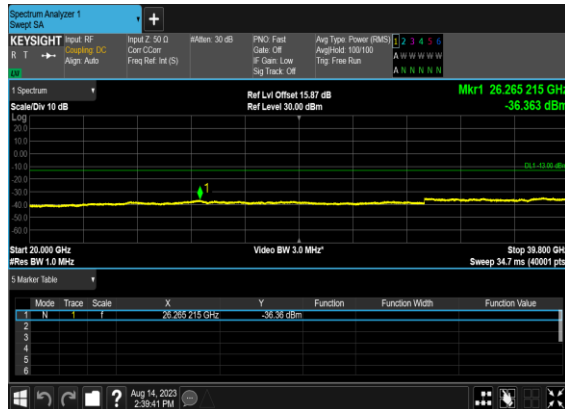 Spectrum Analyzer 1
Swept SA
+
KEYSIGHT Input: RF Input Z: 50 Ω #Atten: 30 dB PNO: Fast Avg Type: Power (RMS) 1 2 3 4 5 6
R T Coupling: DC Corr CCorr Gate: Off Avg|Hold: 100/100 A W W W W W
Align: Auto Freq Ref: Int (S) IF Gain: Low Trig: Free Run
LW Sig Track: Off A N N N N N
1 Spectrum Ref Lvl Offset 15.87 dB Mkr1 26.265 215 GHz
Scale/Div 10 dB Ref Level 30.00 dBm -36.363 dBm
Log
20.0
10.0
0.00
-10.0 DL1 -13.00 dBm
-20.0
-30.0 1
-40.0
-50.0
-60.0
Start 20.000 GHz Video BW 3.0 MHz* Stop 39.800 GHz
#Res BW 1.0 MHz Sweep 34.7 ms (40001 pts)
5 Marker Table
Mode Trace Scale X Y Function Function Width Function Value
1 N 1 f 26.265 215 GHz -36.36 dBm
2
3
4
5
6
? Aug 14, 2023
2:39:41 PM